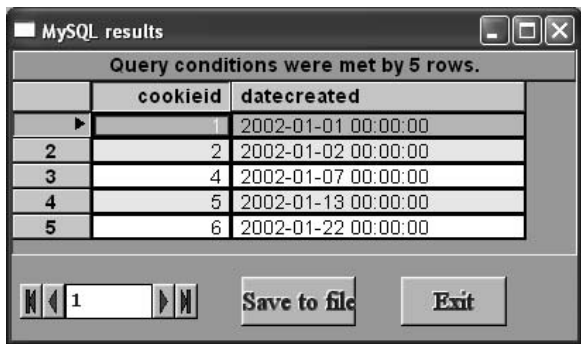 MySQL results
Query conditions were met by 5 rows.
cookieid datecreated
1 2002-01-01 00:00:00
2 2 2002-01-02 00:00:00
3 4 2002-01-07 00:00:00
4 5 2002-01-13 00:00:00
5 6 2002-01-22 00:00:00
1 Save to file Exit